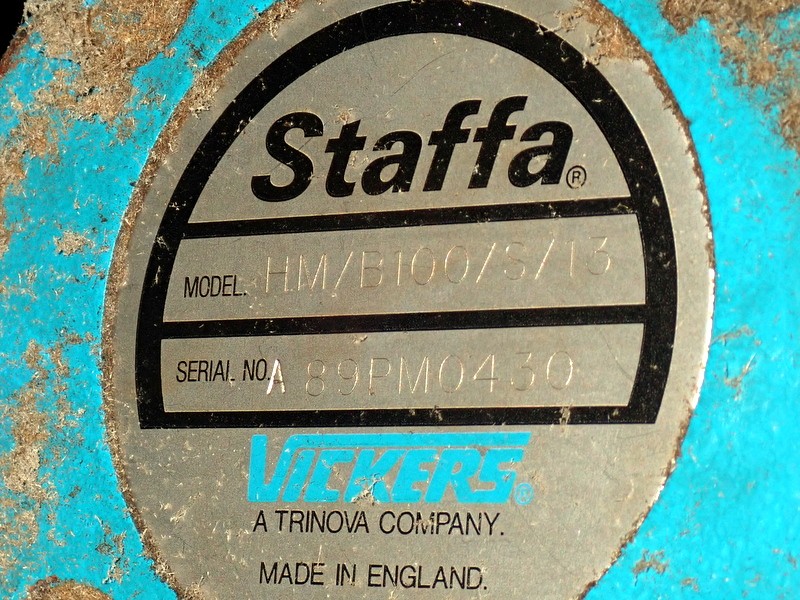 Staffa®
MODEL. HM/B100/S/13
SERIAL NO. A 89PM0430
VICKERS®
A TRINOVA COMPANY.
MADE IN ENGLAND.